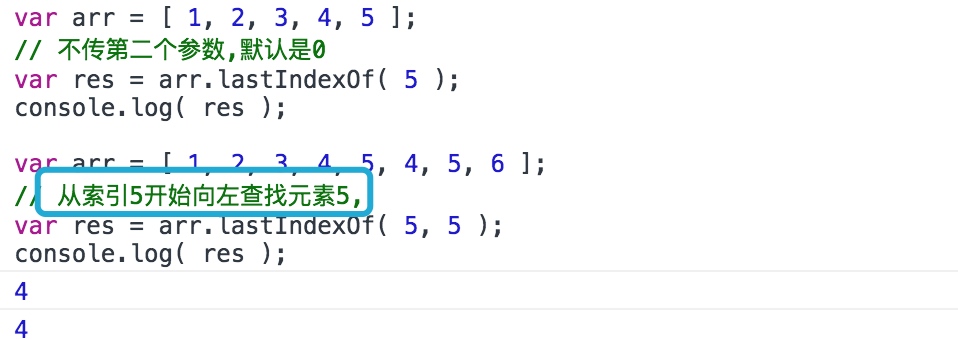 var arr = [ 1, 2, 3, 4, 5 ];
// 不传第二个参数,默认是0
var res = arr.lastIndexOf( 5 );
console.log( res );
var arr = [ 1, 2, 3, 4, 5, 4, 5, 6 ];
// 从索引5开始向左查找元素5,
var res = arr.lastIndexOf( 5, 5 );
console.log( res );
4
4